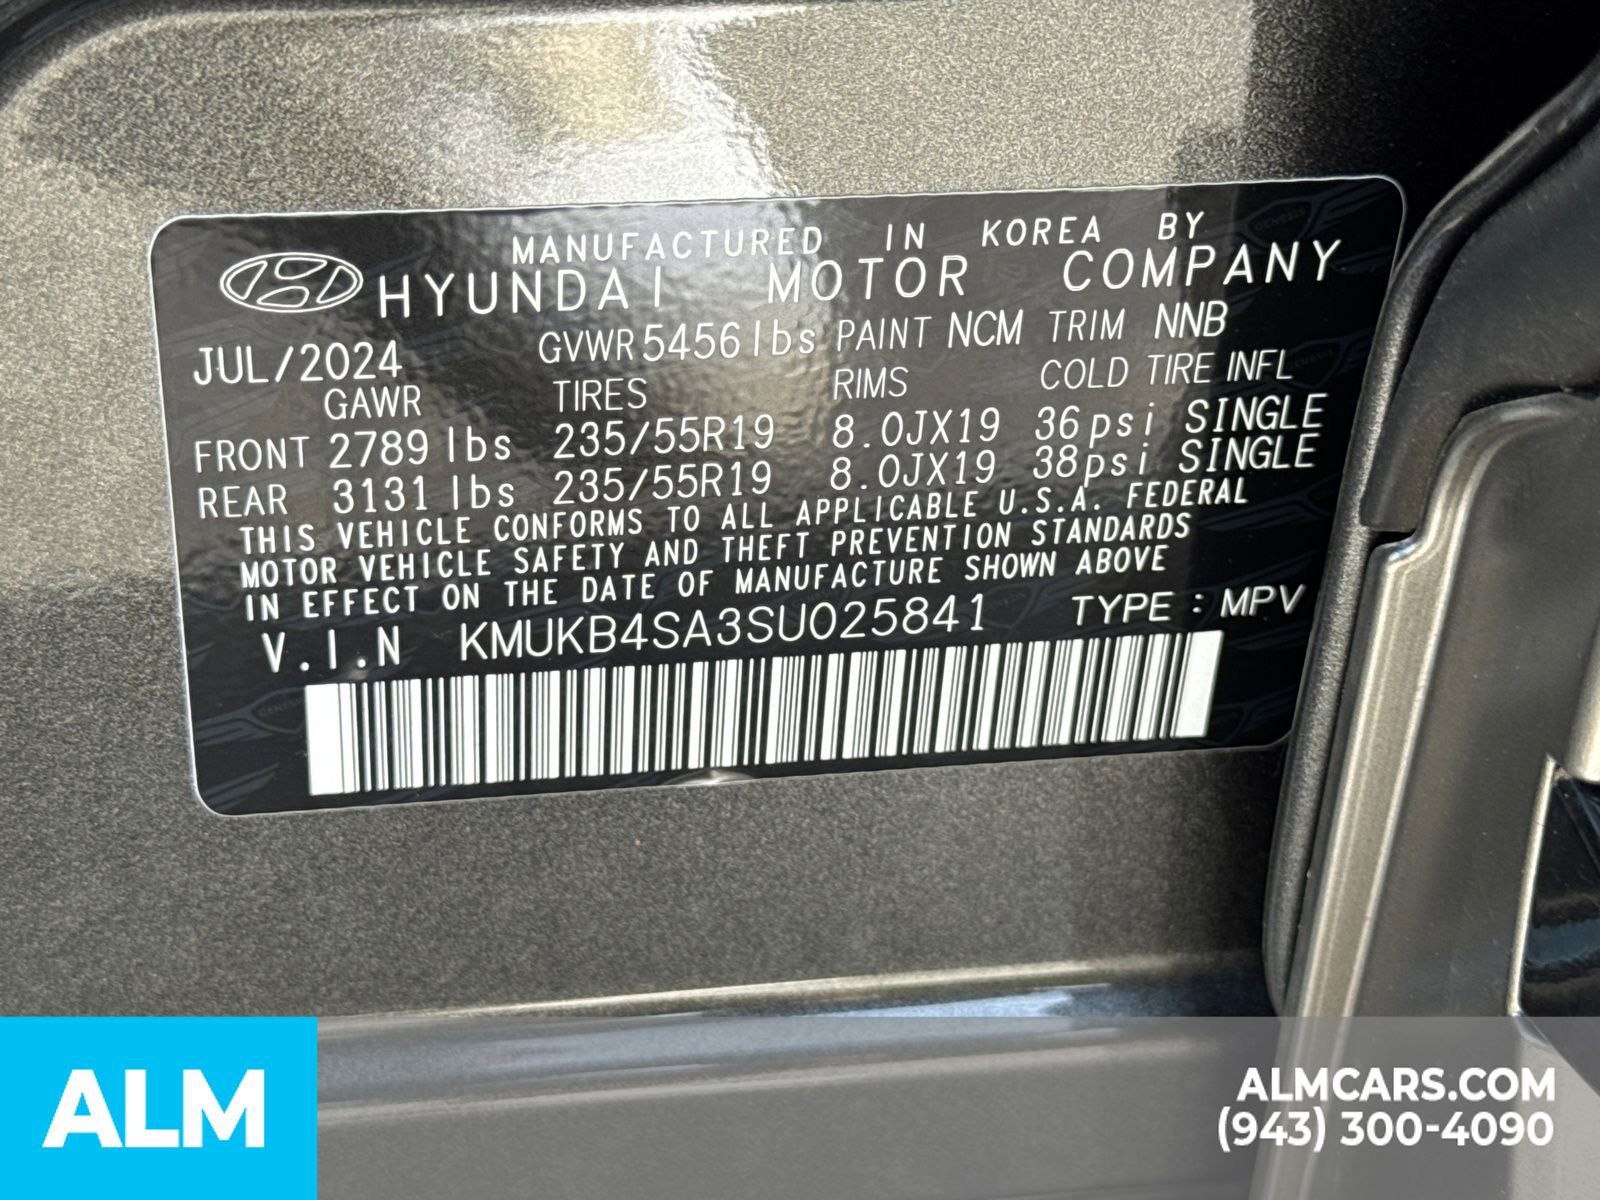 MANUFACTURED IN KOREA BY
HYUNDAI MOTOR COMPANY
JUL/2024 GVWR 5456 lbs PAINT NCM TRIM NNB
GAWR TIRES RIMS COLD TIRE INFL
FRONT 2789 lbs 235/55R19 8.0JX19 36psi SINGLE
REAR 3131 lbs 235/55R19 8.0JX19 38psi SINGLE
THIS VEHICLE CONFORMS TO ALL APPLICABLE U.S.A. FEDERAL
MOTOR VEHICLE SAFETY AND THEFT PREVENTION STANDARDS
IN EFFECT ON THE DATE OF MANUFACTURE SHOWN ABOVE
V.I.N KMUKB4SA3SU025841 TYPE : MPV
GENESIS
ALM
ALMCARS.COM
(943) 300-4090